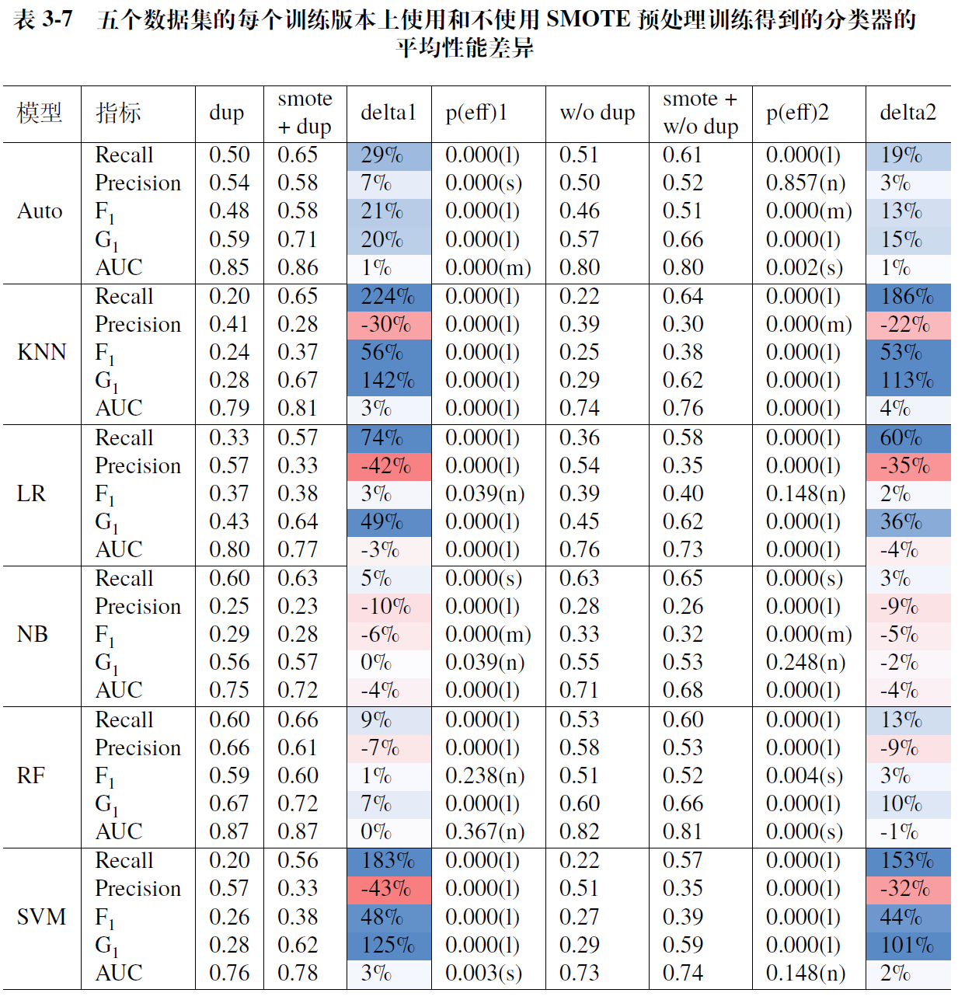 表 3-7 五个数据集的每个训练版本上使用和不使用 SMOTE 预处理训练得到的分类器的
平均性能差异
模型 指标 dup smote + dup delta1 p(eff)1 w/o dup smote + w/o dup p(eff)2 delta2
Recall 0.50 0.65 29% 0.000(l) 0.51 0.61 0.000(l) 19%
Precision 0.54 0.58 7% 0.000(s) 0.50 0.52 0.857(n) 3%
Auto F1 0.48 0.58 21% 0.000(l) 0.46 0.51 0.000(m) 13%
G1 0.59 0.71 20% 0.000(l) 0.57 0.66 0.000(l) 15%
AUC 0.85 0.86 1% 0.000(m) 0.80 0.80 0.002(s) 1%
Recall 0.20 0.65 224% 0.000(l) 0.22 0.64 0.000(l) 186%
Precision 0.41 0.28 -30% 0.000(l) 0.39 0.30 0.000(m) -22%
KNN F1 0.24 0.37 56% 0.000(l) 0.25 0.38 0.000(l) 53%
G1 0.28 0.67 142% 0.000(l) 0.29 0.62 0.000(l) 113%
AUC 0.79 0.81 3% 0.000(l) 0.74 0.76 0.000(l) 4%
Recall 0.33 0.57 74% 0.000(l) 0.36 0.58 0.000(l) 60%
Precision 0.57 0.33 -42% 0.000(l) 0.54 0.35 0.000(l) -35%
LR F1 0.37 0.38 3% 0.039(n) 0.39 0.40 0.148(n) 2%
G1 0.43 0.64 49% 0.000(l) 0.45 0.62 0.000(l) 36%
AUC 0.80 0.77 -3% 0.000(l) 0.76 0.73 0.000(l) -4%
Recall 0.60 0.63 5% 0.000(s) 0.63 0.65 0.000(s) 3%
Precision 0.25 0.23 -10% 0.000(l) 0.28 0.26 0.000(l) -9%
NB F1 0.29 0.28 -6% 0.000(m) 0.33 0.32 0.000(m) -5%
G1 0.56 0.57 0% 0.039(n) 0.55 0.53 0.248(n) -2%
AUC 0.75 0.72 -4% 0.000(l) 0.71 0.68 0.000(l) -4%
Recall 0.60 0.66 9% 0.000(l) 0.53 0.60 0.000(l) 13%
Precision 0.66 0.61 -7% 0.000(l) 0.58 0.53 0.000(l) -9%
RF F1 0.59 0.60 1% 0.238(n) 0.51 0.52 0.004(s) 3%
G1 0.67 0.72 7% 0.000(l) 0.60 0.66 0.000(l) 10%
AUC 0.87 0.87 0% 0.367(n) 0.82 0.81 0.000(s) -1%
Recall 0.20 0.56 183% 0.000(l) 0.22 0.57 0.000(l) 153%
Precision 0.57 0.33 -43% 0.000(l) 0.51 0.35 0.000(l) -32%
SVM F1 0.26 0.38 48% 0.000(l) 0.27 0.39 0.000(l) 44%
G1 0.28 0.62 125% 0.000(l) 0.29 0.59 0.000(l) 101%
AUC 0.76 0.78 3% 0.003(s) 0.73 0.74 0.148(n) 2%